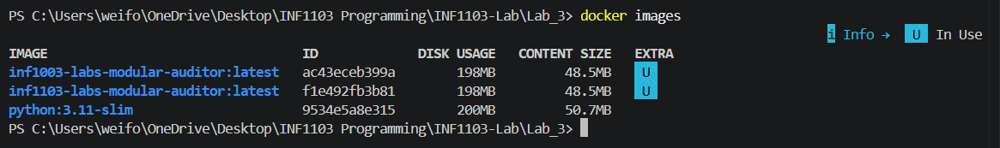 PS C:\Users\weifo\OneDrive\Desktop\INF1103 Programming\INF1103-Lab\Lab_3> docker images
i Info → U In Use
IMAGE ID DISK USAGE CONTENT SIZE EXTRA
inf1003-labs-modular-auditor:latest ac43eceb399a 198MB 48.5MB U
inf1103-labs-modular-auditor:latest f1e492fb3b81 198MB 48.5MB U
python:3.11-slim 9534e5a8e315 200MB 50.7MB
PS C:\Users\weifo\OneDrive\Desktop\INF1103 Programming\INF1103-Lab\Lab_3>